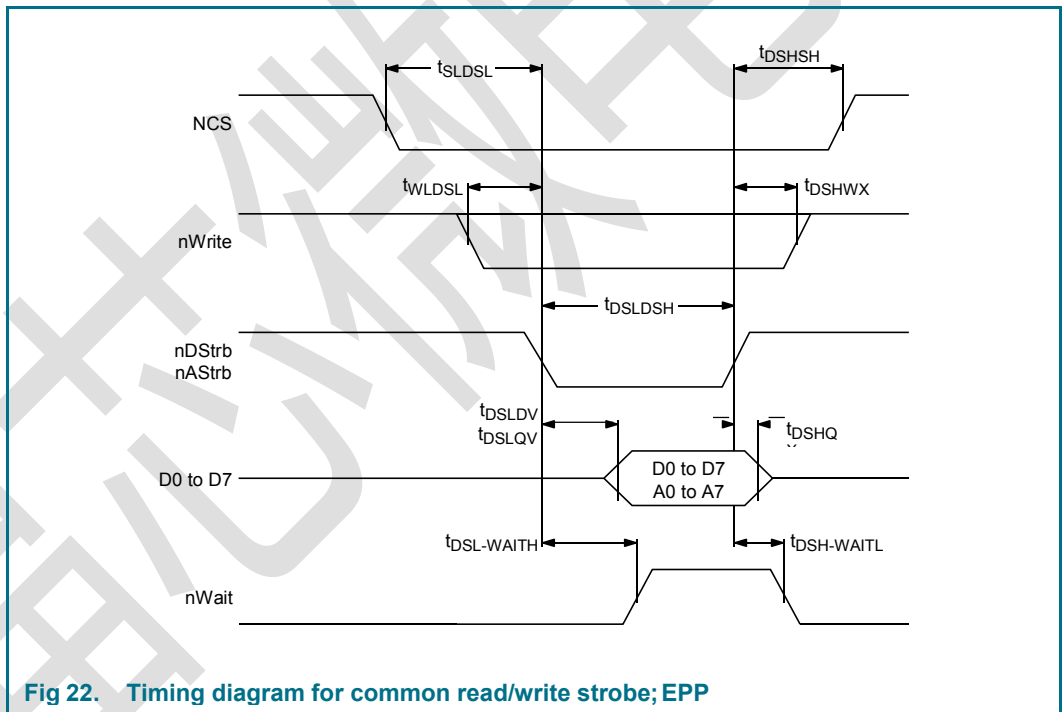 tSLDSL
tDSHSH
NCS
tWLDSL
tDSHWX
nWrite
tDSLDSH
nDStrb
nAStrb
tDSLDV
tDSLQV
tDSHQ
D0 to D7
D0 to D7
A0 to A7
tDSL-WAITH
tDSH-WAITL
nWait
Fig 22. Timing diagram for common read/write strobe; EPP